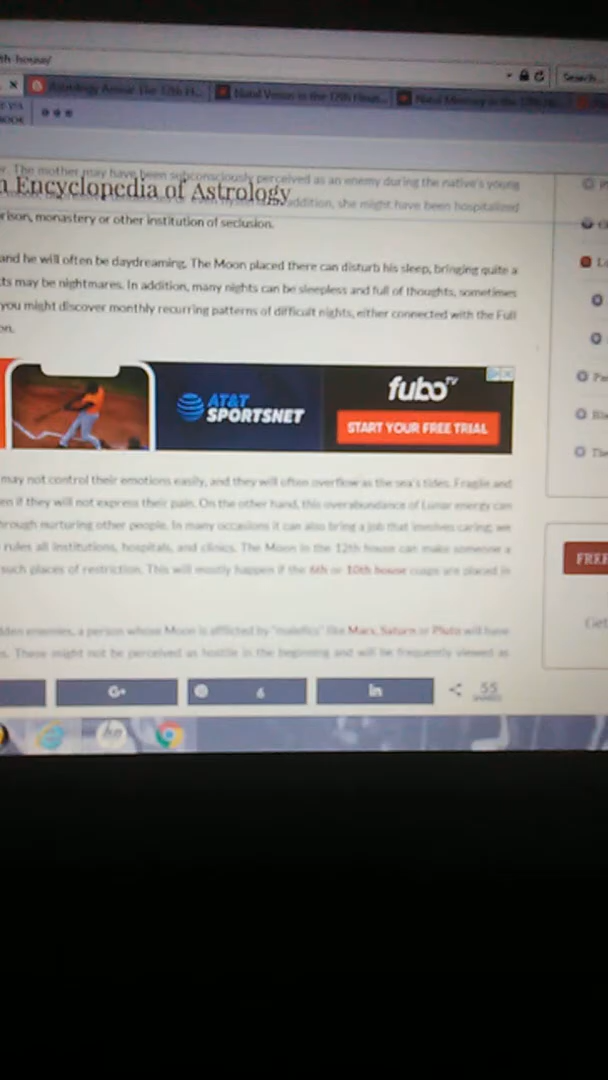 th-house/
Search...
Astrology Anwar The 12th H...
Natal Venus in the 12th Hous...
Natal Mercury in the 12th
r. The mother may have been subconsciously perceived as an enemy during the native's young
n Encyclopedia of Astrology
addition, she might have been hospitalized
rison, monastery or other institution of seclusion.
and he will often be daydreaming. The Moon placed there can disturb his sleep, bringing quite a
ts may be nightmares. In addition, many nights can be sleepless and full of thoughts, sometimes
you might discover monthly recurring patterns of difficult nights, either connected with the Full
on.
AT&T
SPORTSNET
fuboTV
START YOUR FREE TRIAL
may not control their emotions easily, and they will often overflow as the sea's tides. Fragile and
en if they will not express their pain. On the other hand, this overabundance of Lunar energy can
hrough nurturing other people. In many occasions it can also bring a job that involves caring; we
rules all institutions, hospitals, and clinics. The Moon in the 12th house can make someone a
such places of restriction. This will mostly happen if the 6th or 10th house cusps are placed in
FREE
Get
dden enemies, a person whose Moon is afflicted by "malefics" like Mars, Saturn or Pluto will have
s. These might not be perceived as hostile in the beginning and will be frequently viewed as
G+
6
in
55
SHARES
hp